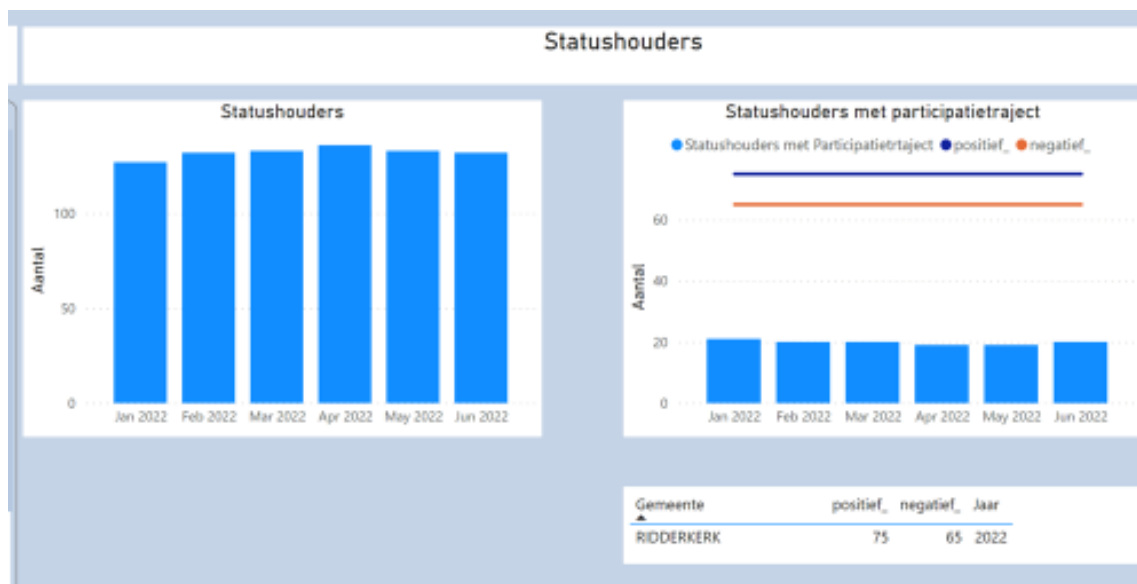 Statushouders
Statushouders
Aantal
100
50
0
Jan 2022 Feb 2022 Mar 2022 Apr 2022 May 2022 Jun 2022
Statushouders met participatietraject
Statushouders met Participatietrtaject positief_ negatief_
Aantal
60
40
20
0
Jan 2022 Feb 2022 Mar 2022 Apr 2022 May 2022 Jun 2022
Gemeente positief_ negatief_ Jaar
RIDDERKERK 75 65 2022